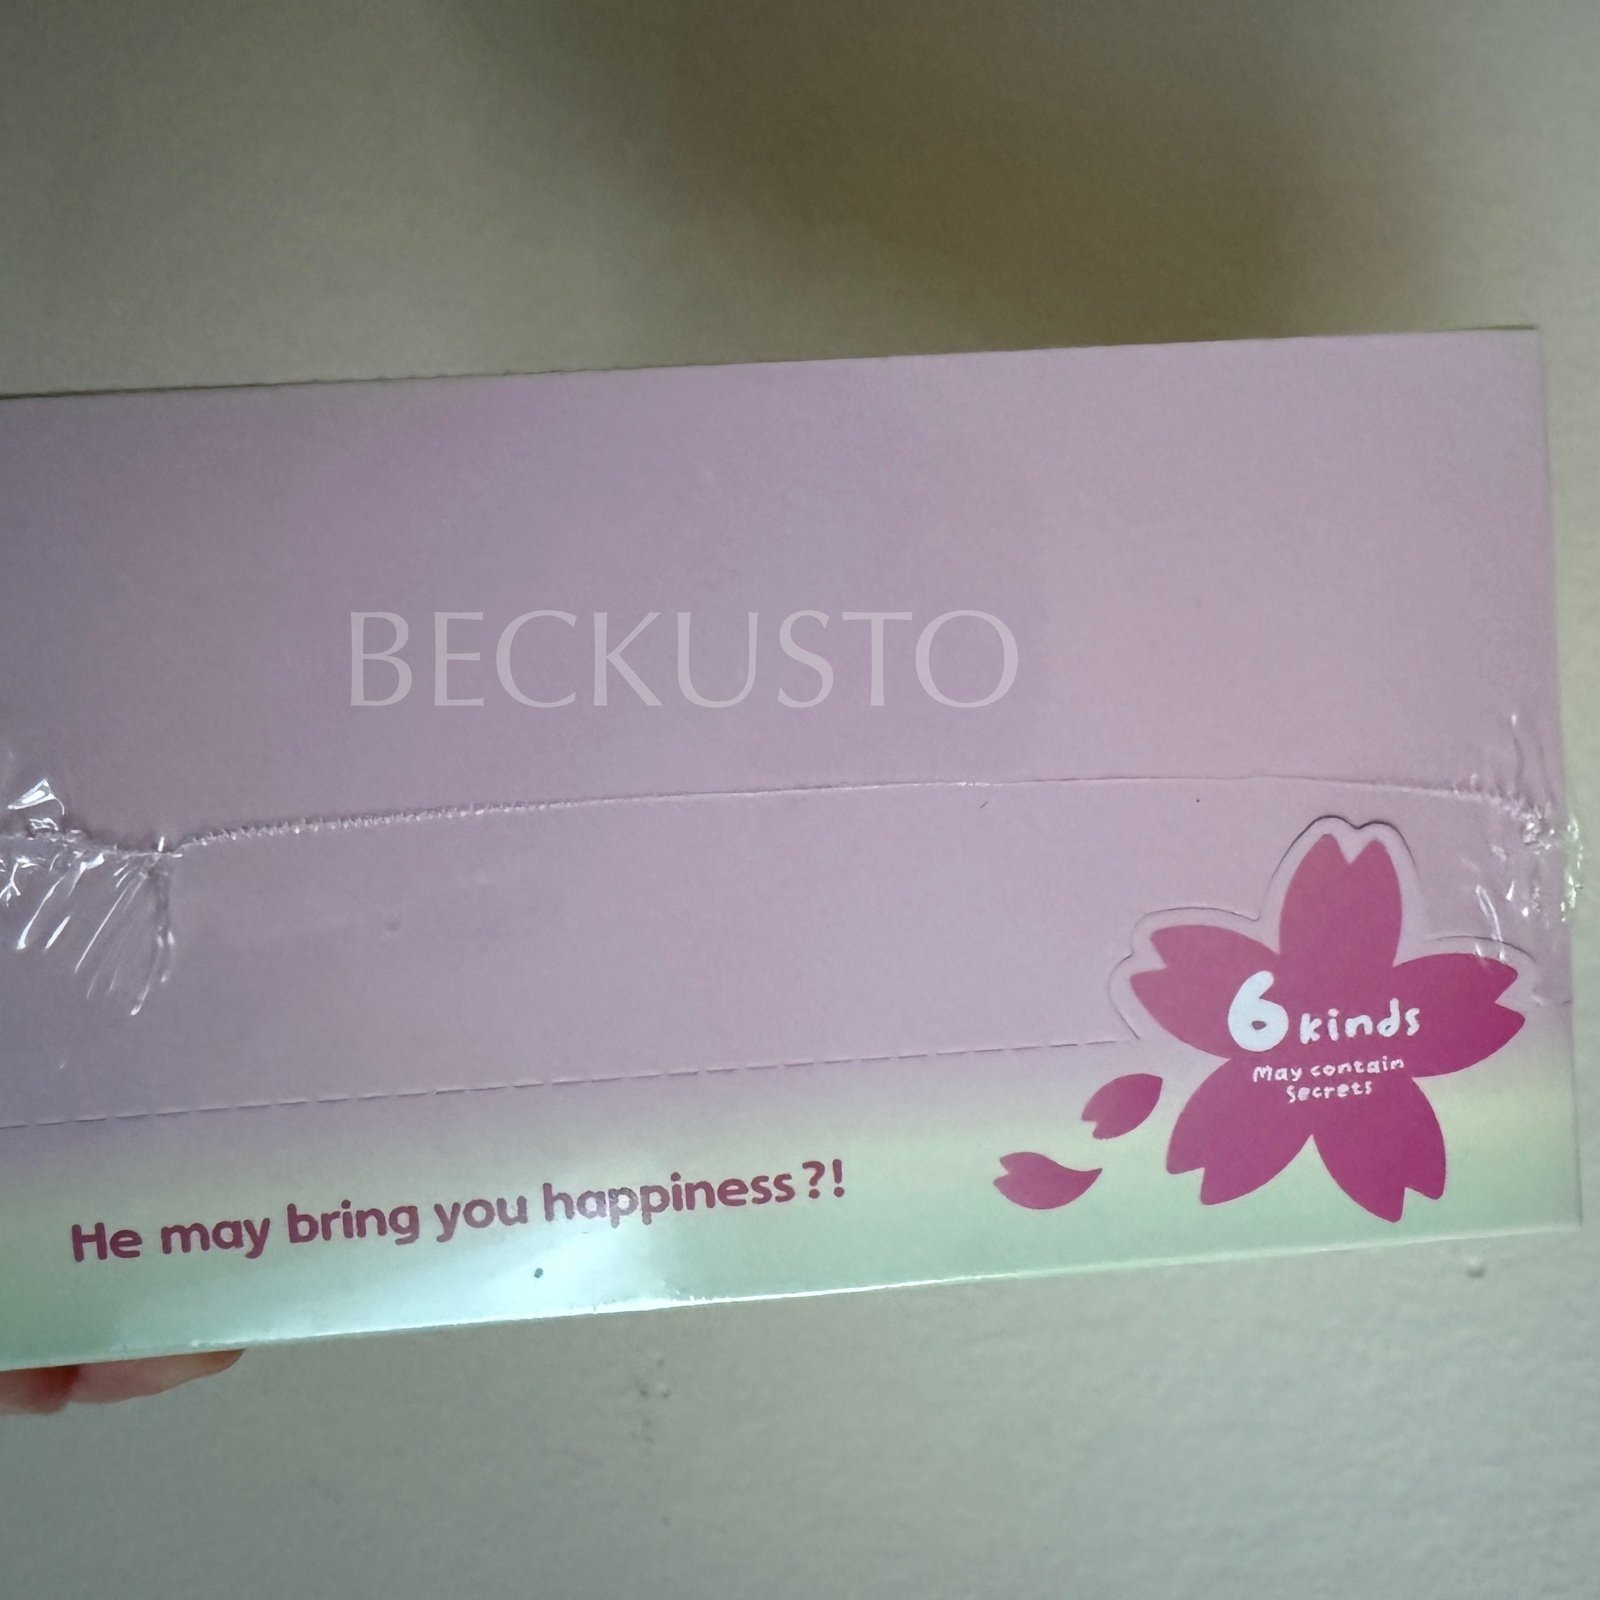 BECKUSTO
6 kinds
May contain
Secrets
He may bring you happiness?!